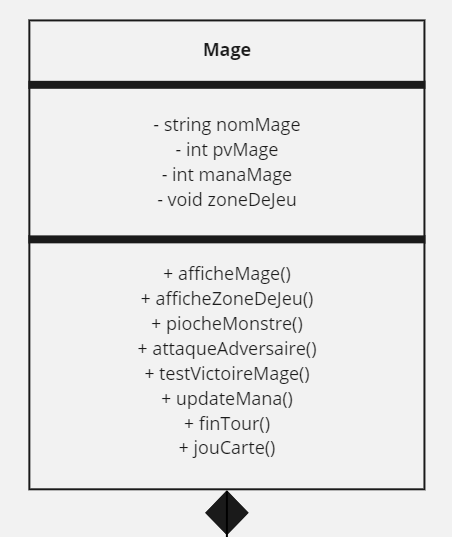 Mage
- string nomMage
- int pvMage
- int manaMage
- void zoneDeJeu
+ afficheMage()
+ afficheZoneDeJeu()
+ piocheMonstre()
+ attaqueAdversaire()
+ testVictoireMage()
+ updateMana()
+ finTour()
+ jouCarte()